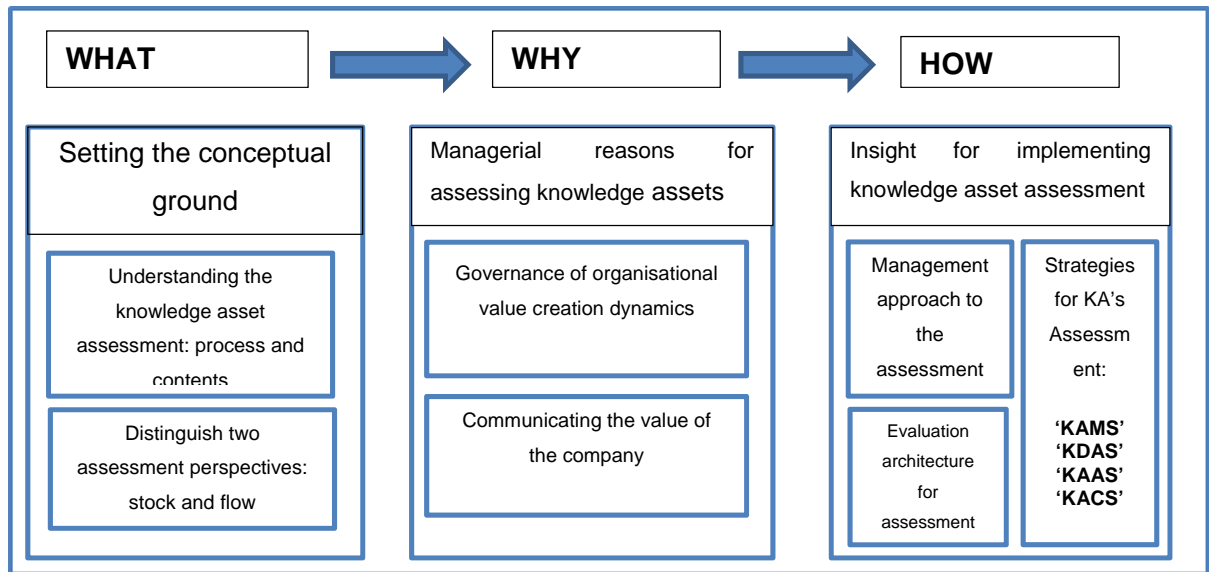 WHAT
WHY
HOW
Setting the conceptual
ground
Understanding the
knowledge asset
assessment: process and
contents
Distinguish two
assessment perspectives:
stock and flow
Managerial reasons for
assessing knowledge assets
Governance of organisational
value creation dynamics
Communicating the value of
the company
Insight for implementing
knowledge asset assessment
Management
approach to
the
assessment
Evaluation
architecture
for
assessment
Strategies
for KA's
Assessm
ent:
‘KAMS’
‘KDAS’
‘KAAS’
‘KACS’